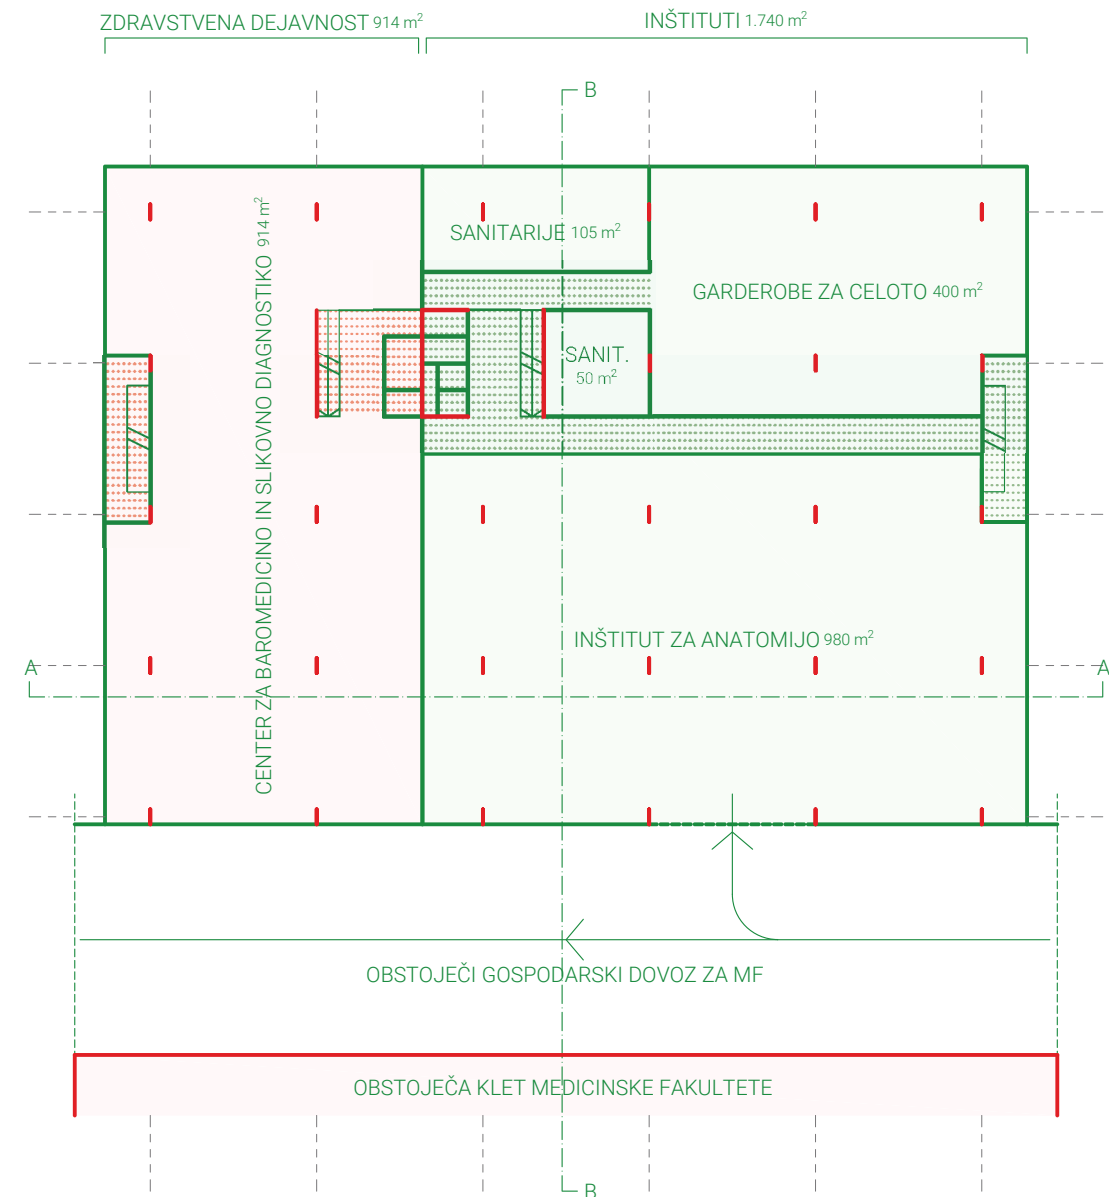 ZDRAVSTVENA DEJAVNOST 914 m²
INŠTITUTI 1.740 m²
B
SANITARIJE 105 m²
GARDEROBE ZA CELOTO 400 m²
SANIT.
50 m²
CENTER ZA BAROMEDICINO IN SLIKOVNO DIAGNOSTIKO 914 m²
INŠTITUT ZA ANATOMIJO 980 m²
A
A
OBSTOJEČI GOSPODARSKI DOVOZ ZA MF
OBSTOJEČA KLET MEDICINSKE FAKULTETE
B